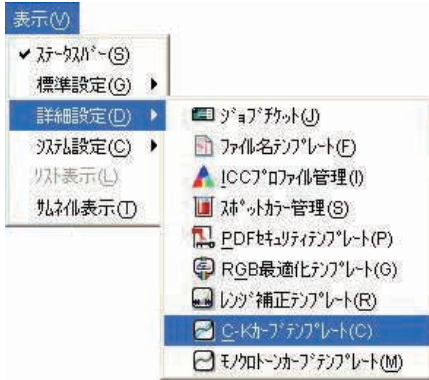 表示(V)
ステータスバー(S)
標準設定(G)
詳細設定(D)
システム設定(C)
リスト表示(L)
サムネイル表示(T)
ジョブチケット(J)
ファイル名テンプレート(F)
ICCプロファイル管理(I)
スポットカラー管理(S)
PDFセキュリティテンプレート(P)
RGB最適化テンプレート(G)
レンジ補正テンプレート(R)
C-Kカーブテンプレート(C)
モノクロトーンカーブテンプレート(M)